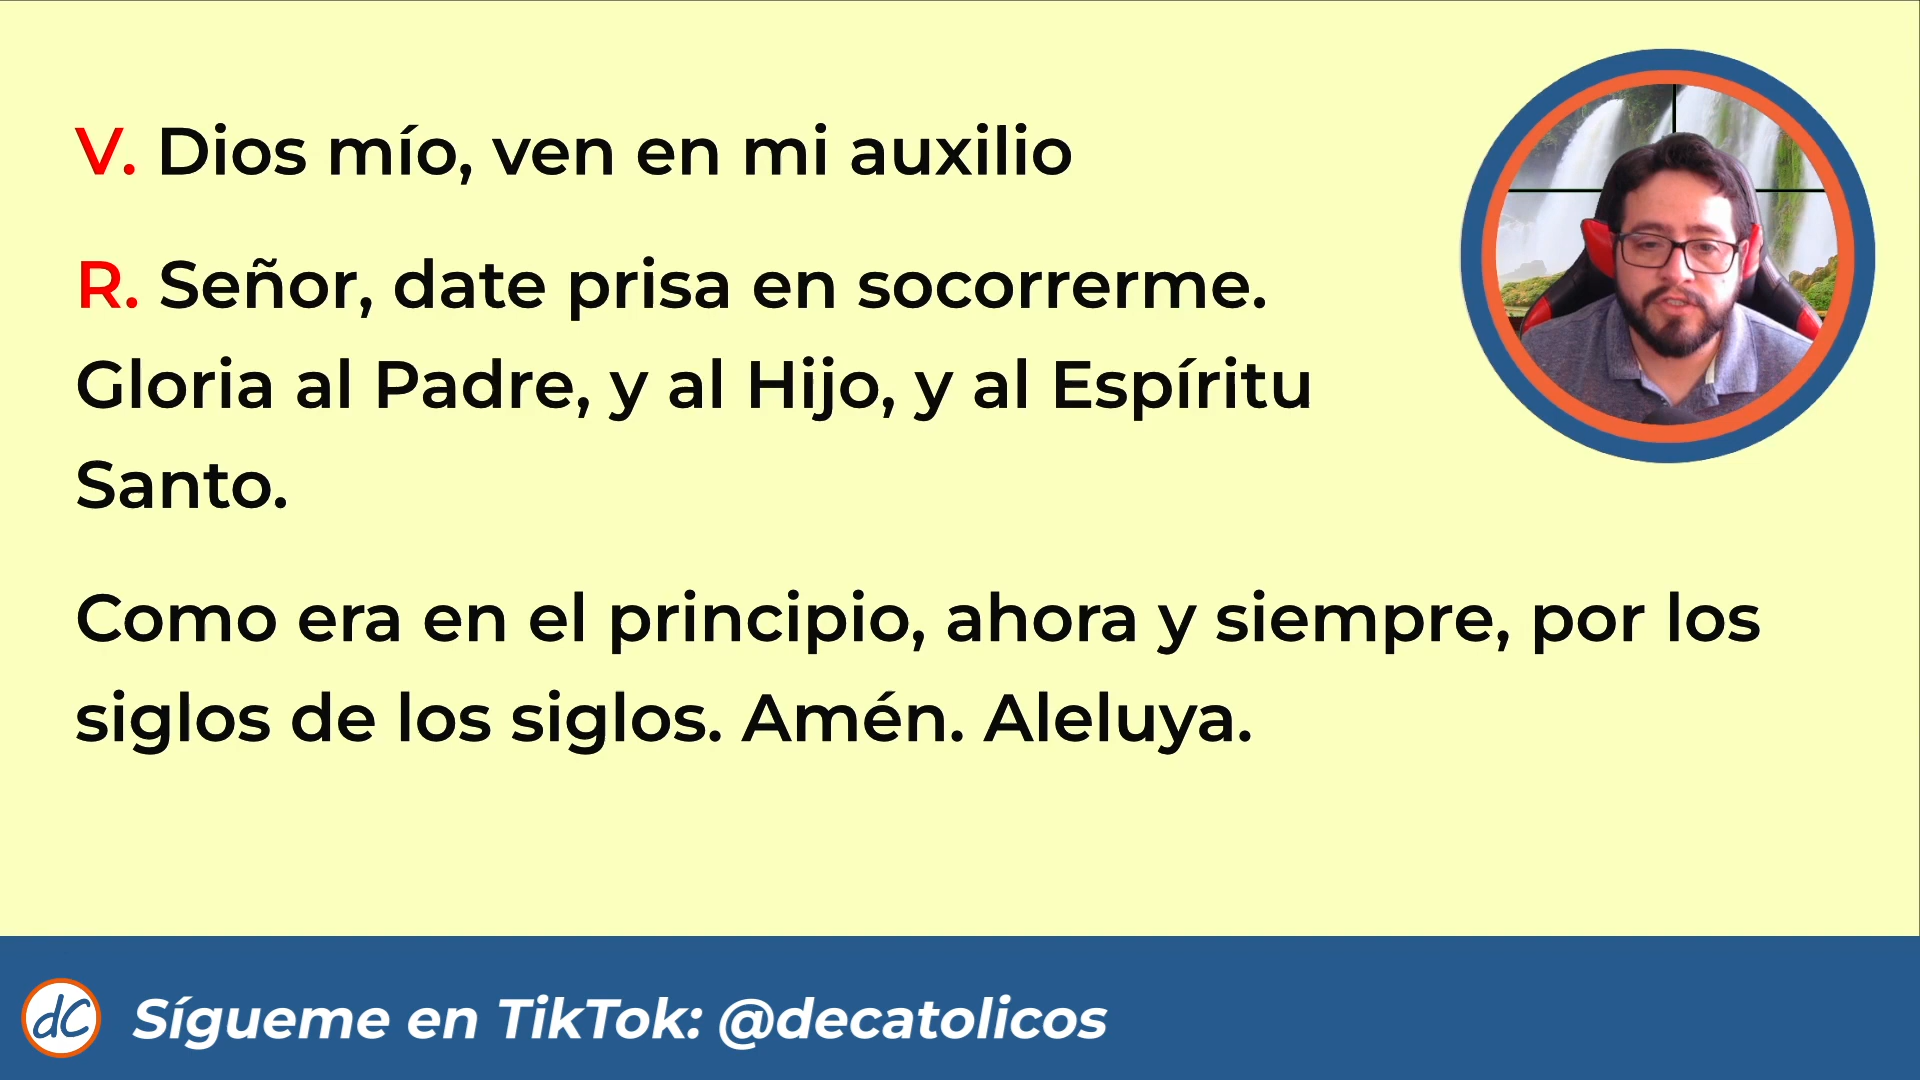 V. Dios mío, ven en mi auxilio
R. Señor, date prisa en socorrerme.
Gloria al Padre, y al Hijo, y al Espíritu
Santo.
Como era en el principio, ahora y siempre, por los
siglos de los siglos. Amén. Aleluya.
dC Sígueme en TikTok: @decatolicos